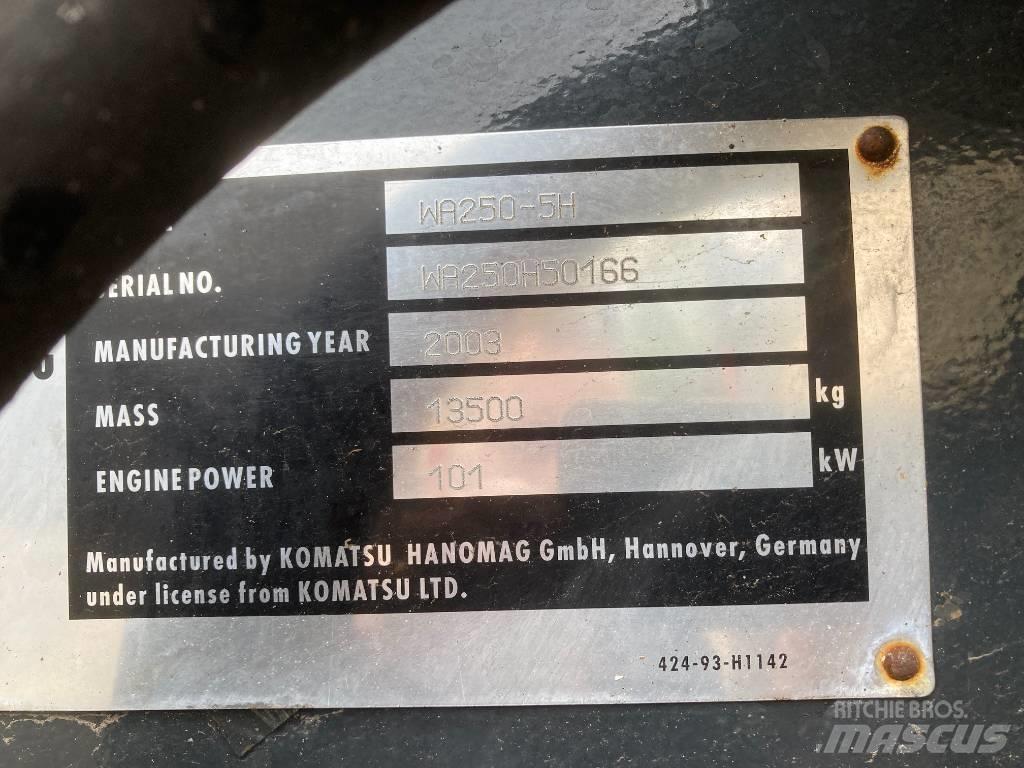 WA250-5H
SERIAL NO. WA250H50166
MANUFACTURING YEAR 2003
MASS 13500 kg
ENGINE POWER 101 kW
Manufactured by KOMATSU HANOMAG GmbH, Hannover, Germany
under license from KOMATSU LTD.
424-93-H1142
RITCHIE BROS.
MASCUS